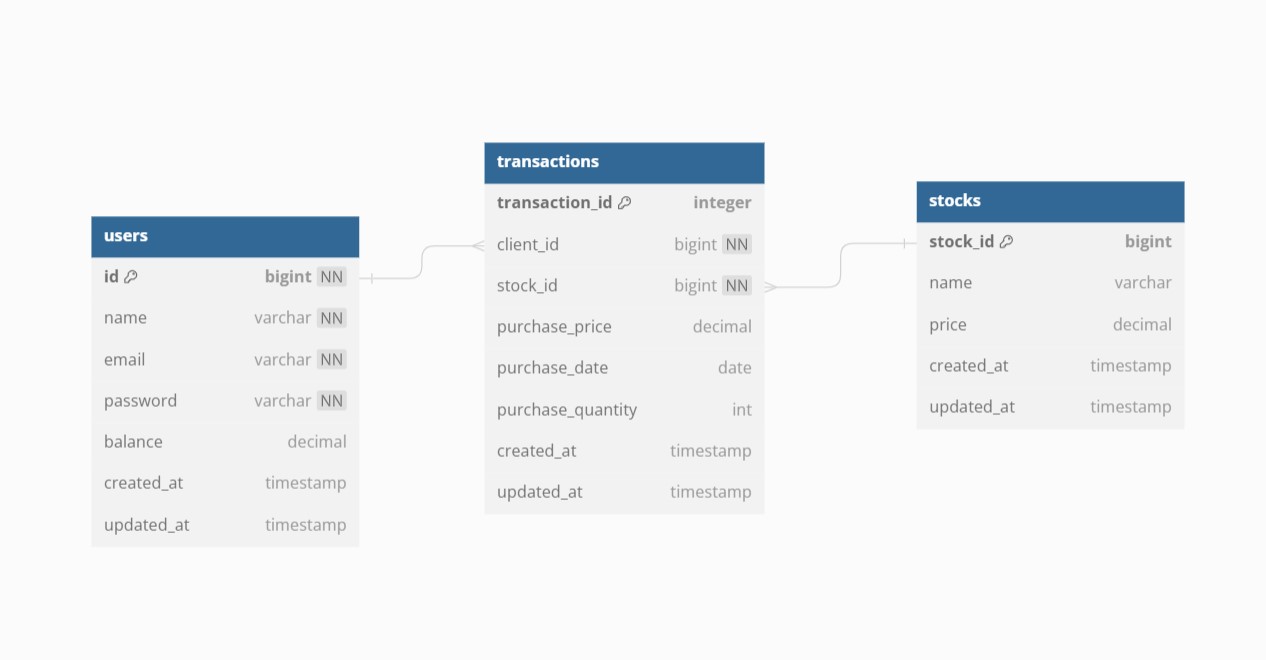 users
id bigint NN
name varchar NN
email varchar NN
password varchar NN
balance decimal
created_at timestamp
updated_at timestamp
transactions
transaction_id integer
client_id bigint NN
stock_id bigint NN
purchase_price decimal
purchase_date date
purchase_quantity int
created_at timestamp
updated_at timestamp
stocks
stock_id bigint
name varchar
price decimal
created_at timestamp
updated_at timestamp